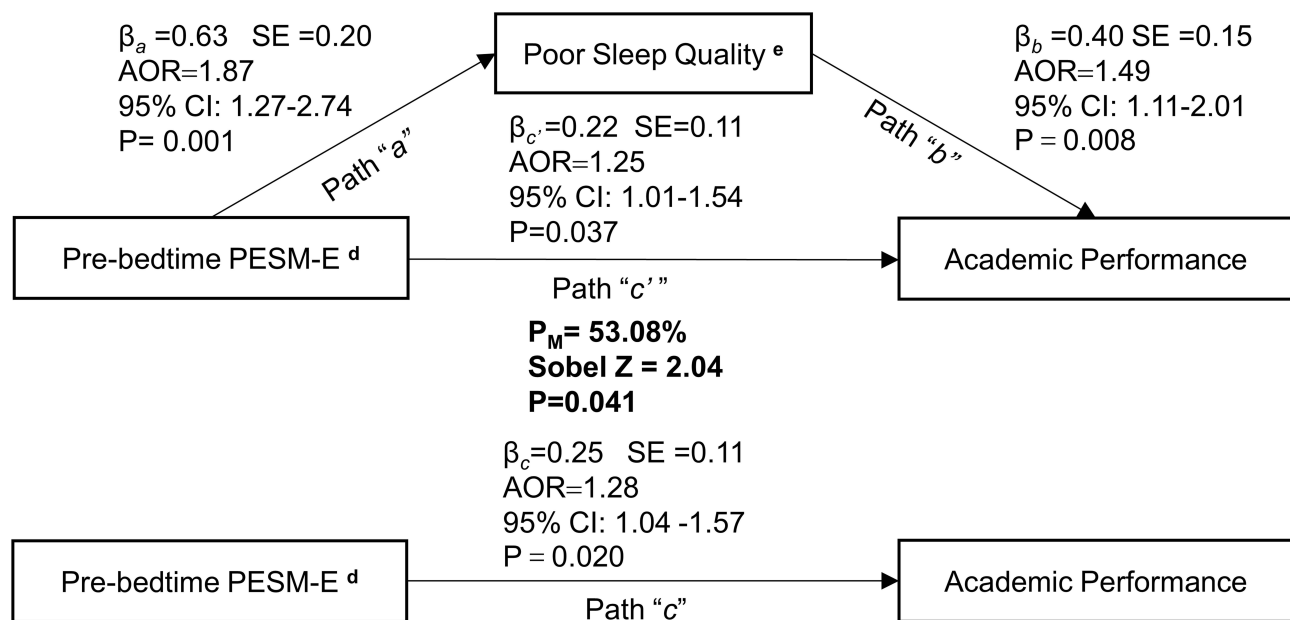 βa =0.63 SE =0.20
AOR=1.87
95% CI: 1.27-2.74
P= 0.001
Path “a”
Poor Sleep Quality e
βb =0.40 SE =0.15
AOR=1.49
95% CI: 1.11-2.01
P = 0.008
Path “b”
βc’=0.22 SE=0.11
AOR=1.25
95% CI: 1.01-1.54
P=0.037
Pre-bedtime PESM-E d
Academic Performance
Path “c’ ”
PM= 53.08%
Sobel Z = 2.04
P=0.041
βc=0.25 SE =0.11
AOR=1.28
95% CI: 1.04 -1.57
P = 0.020
Pre-bedtime PESM-E d
Academic Performance
Path “c”